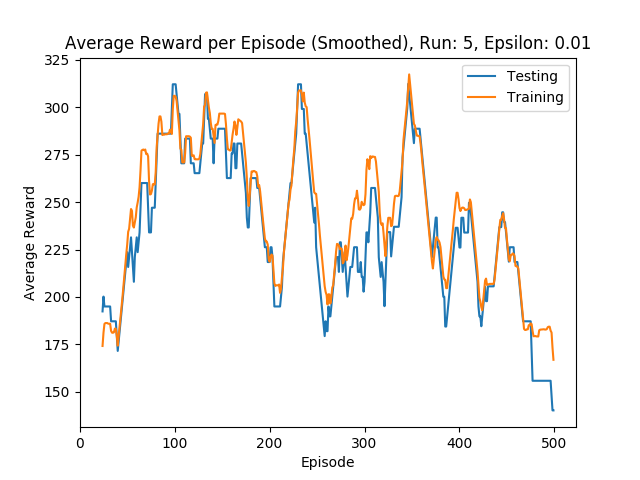 Average Reward per Episode (Smoothed), Run: 5, Epsilon: 0.01
Testing
Training
Average Reward
325
300
275
250
225
200
175
150
0 100 200 300 400 500
Episode